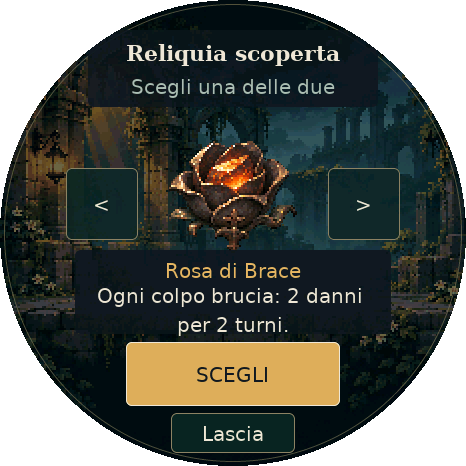 Reliquia scoperta
Scegli una delle due
< >
Rosa di Brace
Ogni colpo brucia: 2 danni
per 2 turni.
SCEGLI
Lascia